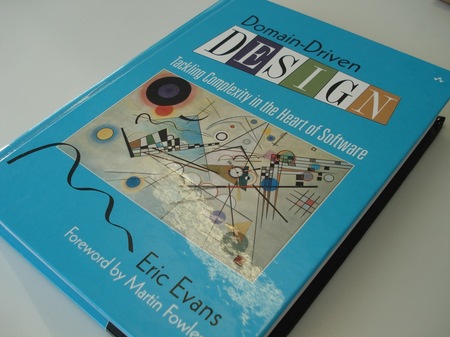 Domain-Driven
DESIGN
Tackling Complexity in the Heart of Software
Eric Evans
Foreword by Martin Fowler